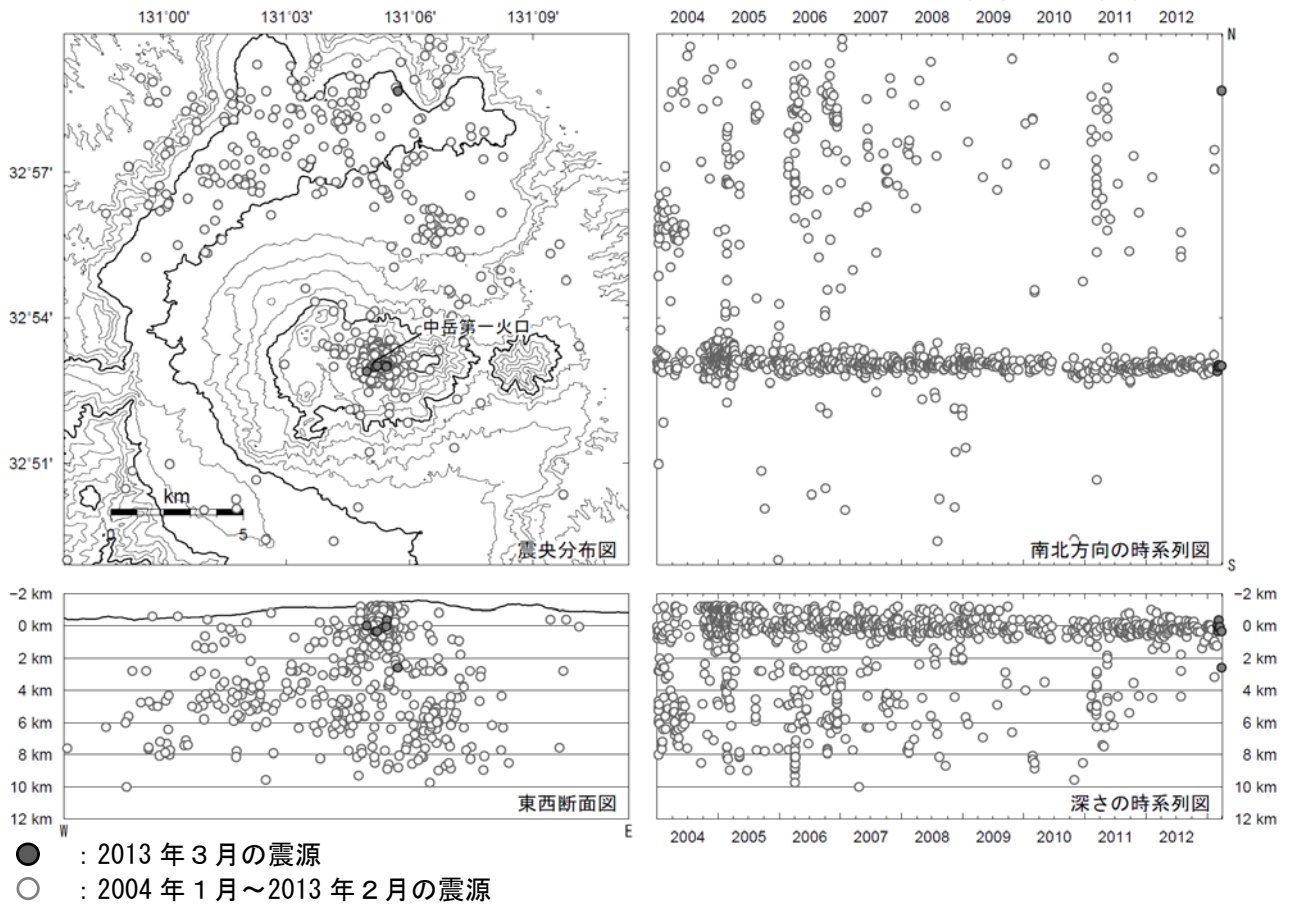 131°00' 131°03' 131°06' 131°09'
32°57'
32°54'
32°51'
中岳第一火口
km
0 5
震央分布図
2004 2005 2006 2007 2008 2009 2010 2011 2012
N
南北方向の時系列図
S
-2 km
0 km
2 km
4 km
6 km
8 km
10 km
12 km
東西断面図
W E
-2 km
0 km
2 km
4 km
6 km
8 km
10 km
12 km
深さの時系列図
2004 2005 2006 2007 2008 2009 2010 2011 2012
：2013 年３月の震源
：2004 年１月～2013 年２月の震源